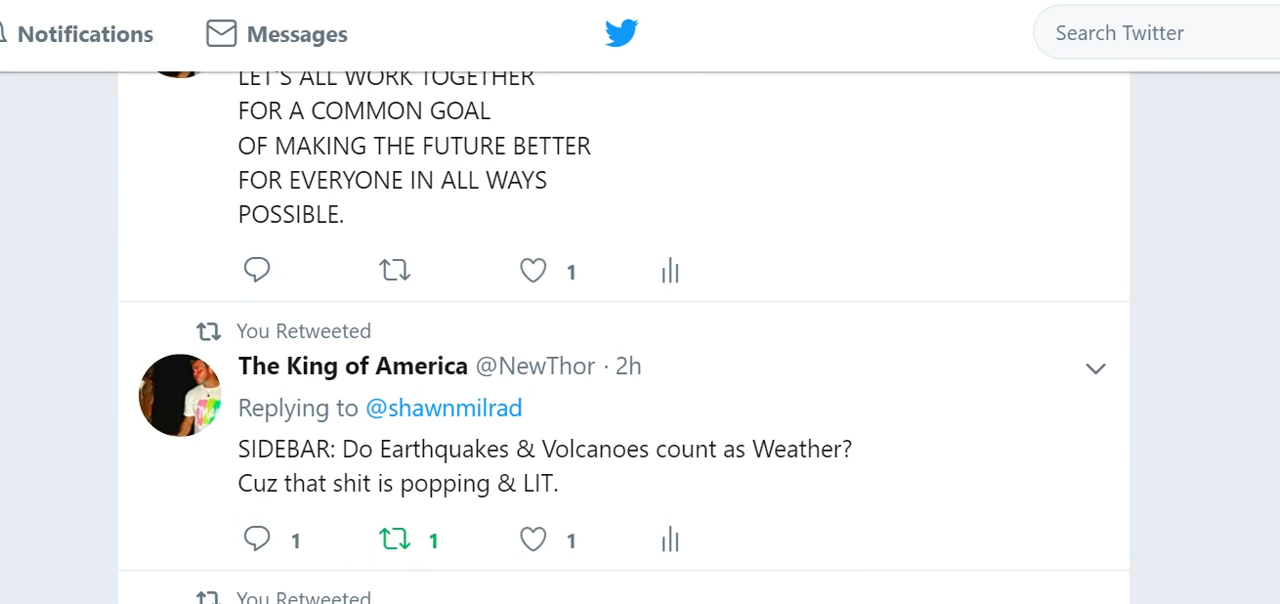 Notifications
Messages
Search Twitter
LET'S ALL WORK TOGETHER
FOR A COMMON GOAL
OF MAKING THE FUTURE BETTER
FOR EVERYONE IN ALL WAYS
POSSIBLE.
1
You Retweeted
The King of America @NewThor · 2h
Replying to @shawnmilrad
SIDEBAR: Do Earthquakes & Volcanoes count as Weather?
Cuz that shit is popping & LIT.
1 1 1
You Retweeted